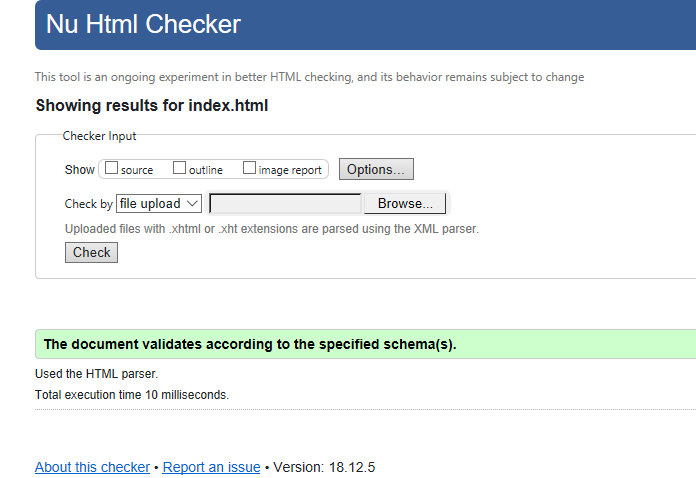 Nu Html Checker
This tool is an ongoing experiment in better HTML checking, and its behavior remains subject to change
Showing results for index.html
Checker Input
Show source outline image report Options...
Check by file upload Browse...
Uploaded files with .xhtml or .xht extensions are parsed using the XML parser.
Check
The document validates according to the specified schema(s).
Used the HTML parser.
Total execution time 10 milliseconds.
About this checker • Report an issue • Version: 18.12.5